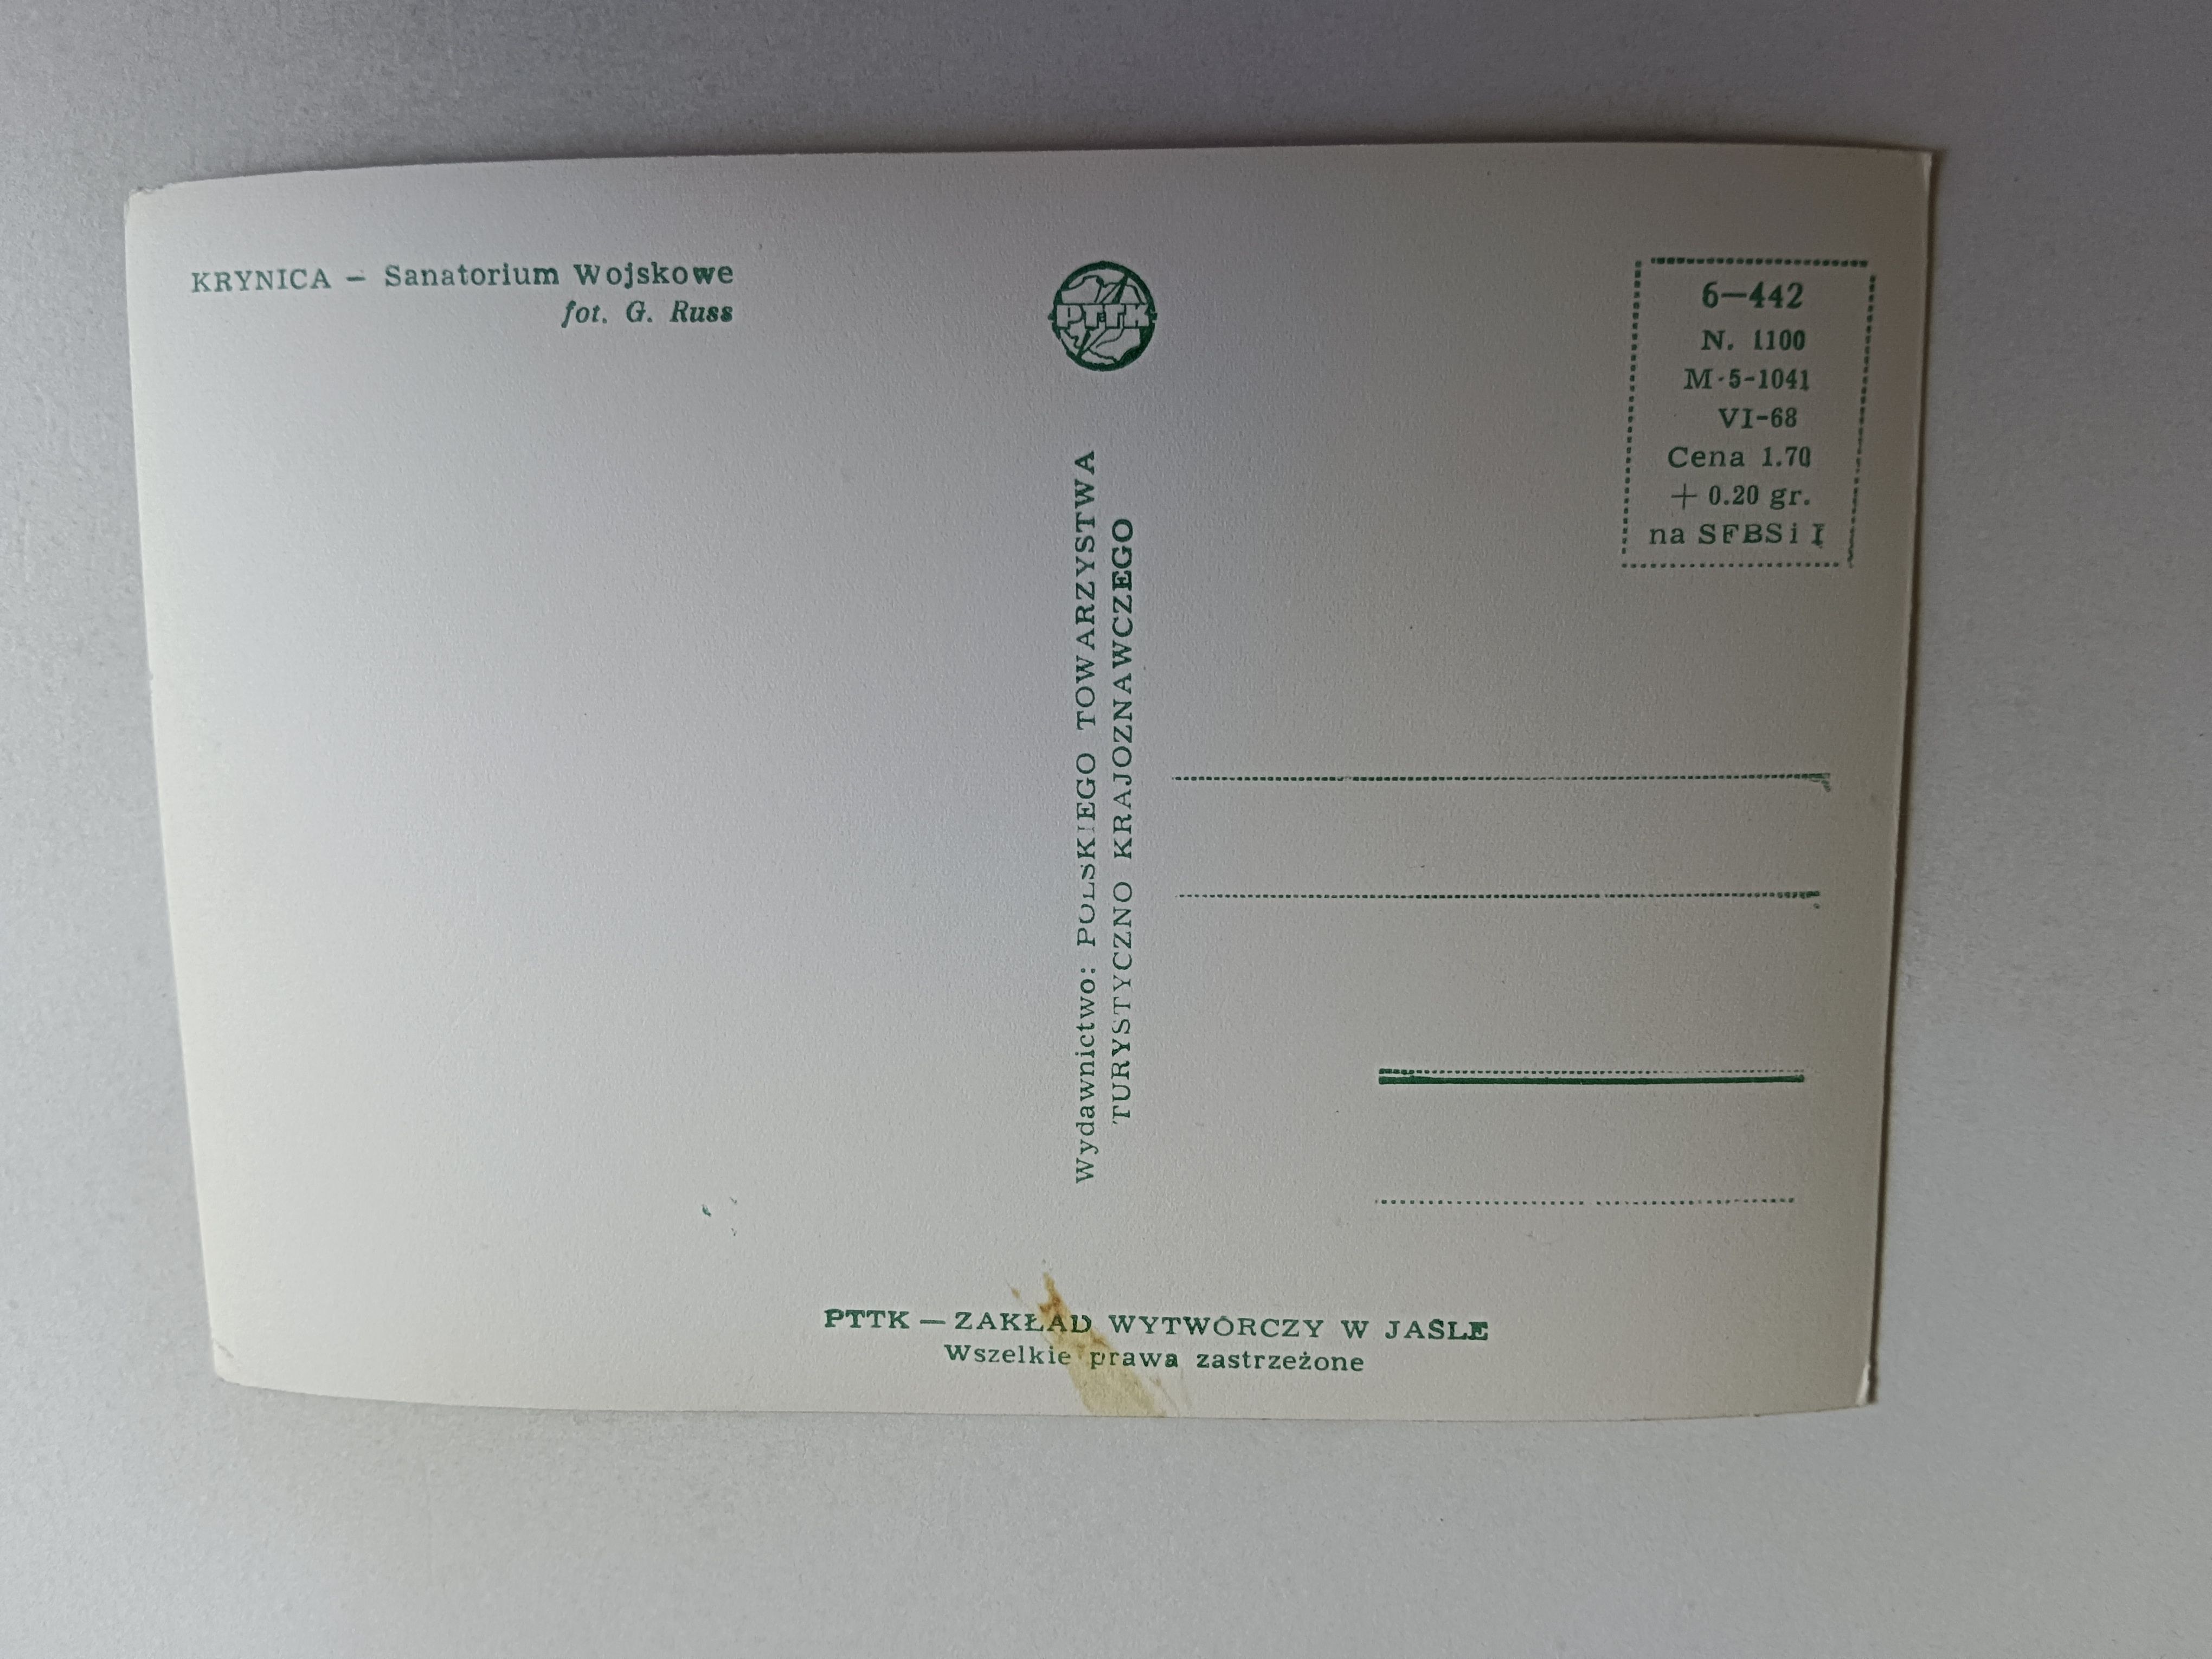 KRYNICA – Sanatorium Wojskowe
fot. G. Russ
PTTK
Wydawnictwo: POLSKIEGO TOWARZYSTWA
TURYSTYCZNO KRAJOZNAWCZEGO
6—442
N. 1100
M-5-1041
VI-68
Cena 1.70
+ 0.20 gr.
na SFBSiI
PTTK — ZAKŁAD WYTWÓRCZY W JAŚLE
Wszelkie prawa zastrzeżone